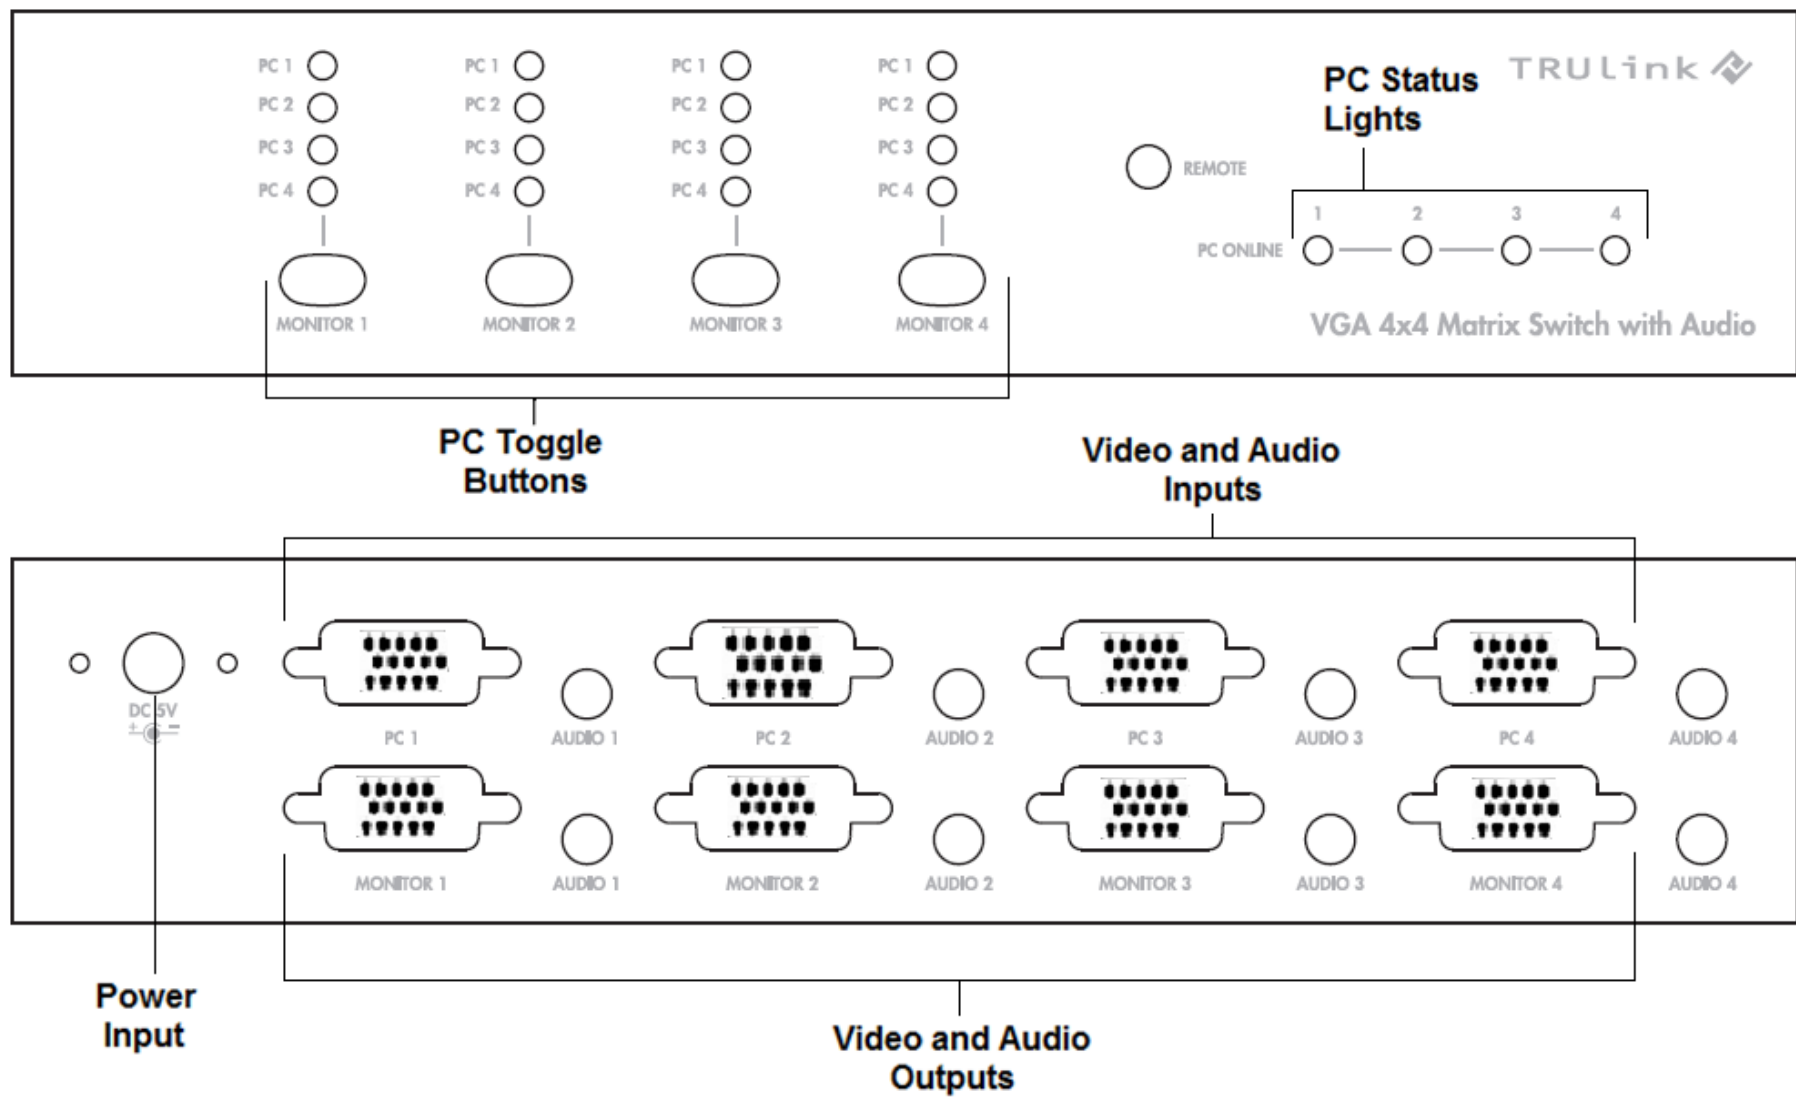 PC 1 PC 1 PC 1 PC 1
PC 2 PC 2 PC 2 PC 2
PC 3 PC 3 PC 3 PC 3
PC 4 PC 4 PC 4 PC 4
MONITOR 1 MONITOR 2 MONITOR 3 MONITOR 4
TRULink
PC Status
Lights
REMOTE
1 2 3 4
PC ONLINE
VGA 4x4 Matrix Switch with Audio
PC Toggle
Buttons
Video and Audio
Inputs
DC 5V
+ -
PC 1 AUDIO 1 PC 2 AUDIO 2 PC 3 AUDIO 3 PC 4 AUDIO 4
MONITOR 1 AUDIO 1 MONITOR 2 AUDIO 2 MONITOR 3 AUDIO 3 MONITOR 4 AUDIO 4
Power
Input
Video and Audio
Outputs